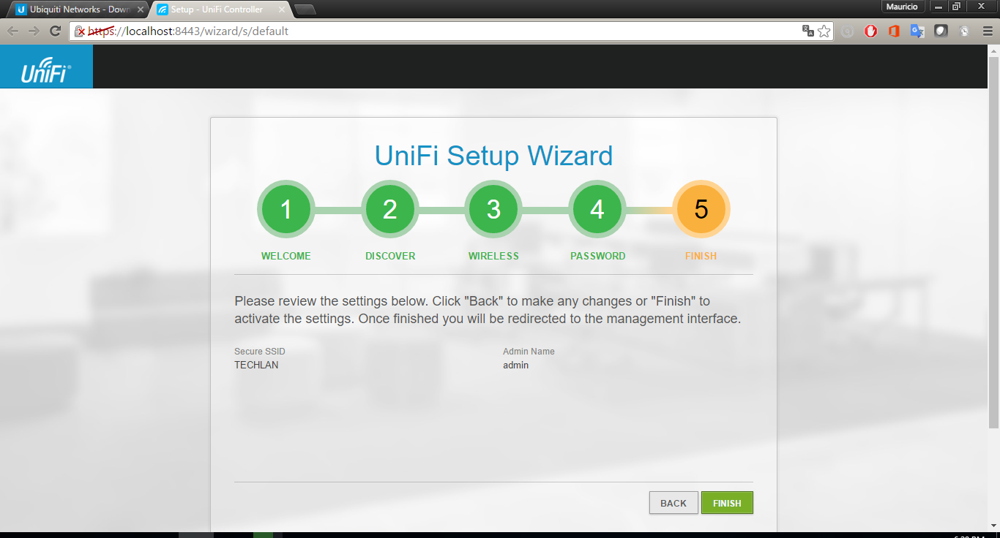 Ubiquiti Networks - Down
Setup - UniFi Controller
Mauricio
https://localhost:8443/wizard/s/default
UniFi
UniFi Setup Wizard
1
2
3
4
5
WELCOME
DISCOVER
WIRELESS
PASSWORD
FINISH
Please review the settings below. Click "Back" to make any changes or "Finish" to
activate the settings. Once finished you will be redirected to the management interface.
Secure SSID
Admin Name
TECHLAN
admin
BACK
FINISH